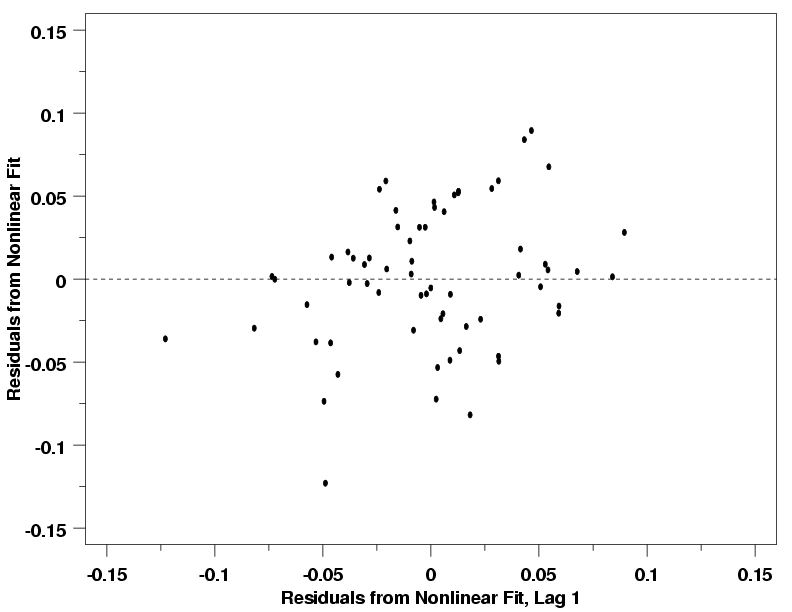 Residuals from Nonlinear Fit
0.15
0.1
0.05
0
-0.05
-0.1
-0.15
-0.15 -0.1 -0.05 0 0.05 0.1 0.15
Residuals from Nonlinear Fit, Lag 1